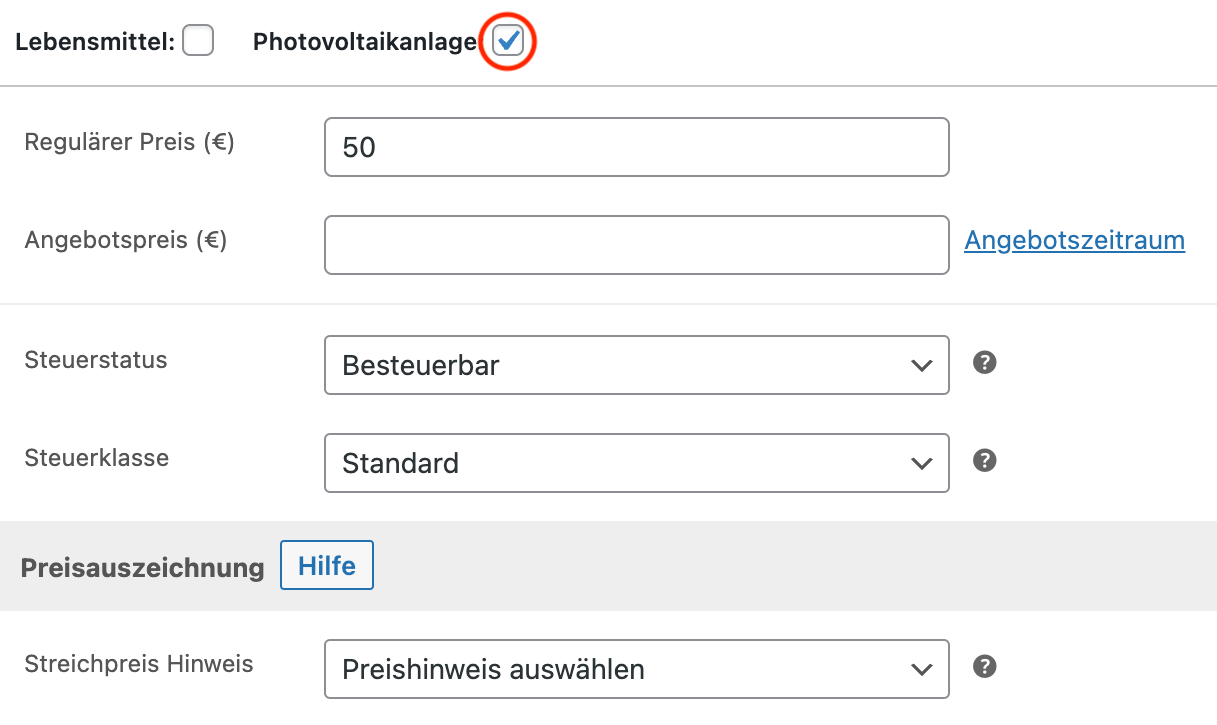 Lebensmittel: Photovoltaikanlage
Regulärer Preis (€) 50
Angebotspreis (€) Angebotszeitraum
Steuerstatus Besteuerbar ?
Steuerklasse Standard ?
Preisauszeichnung Hilfe
Streichpreis Hinweis Preishinweis auswählen ?